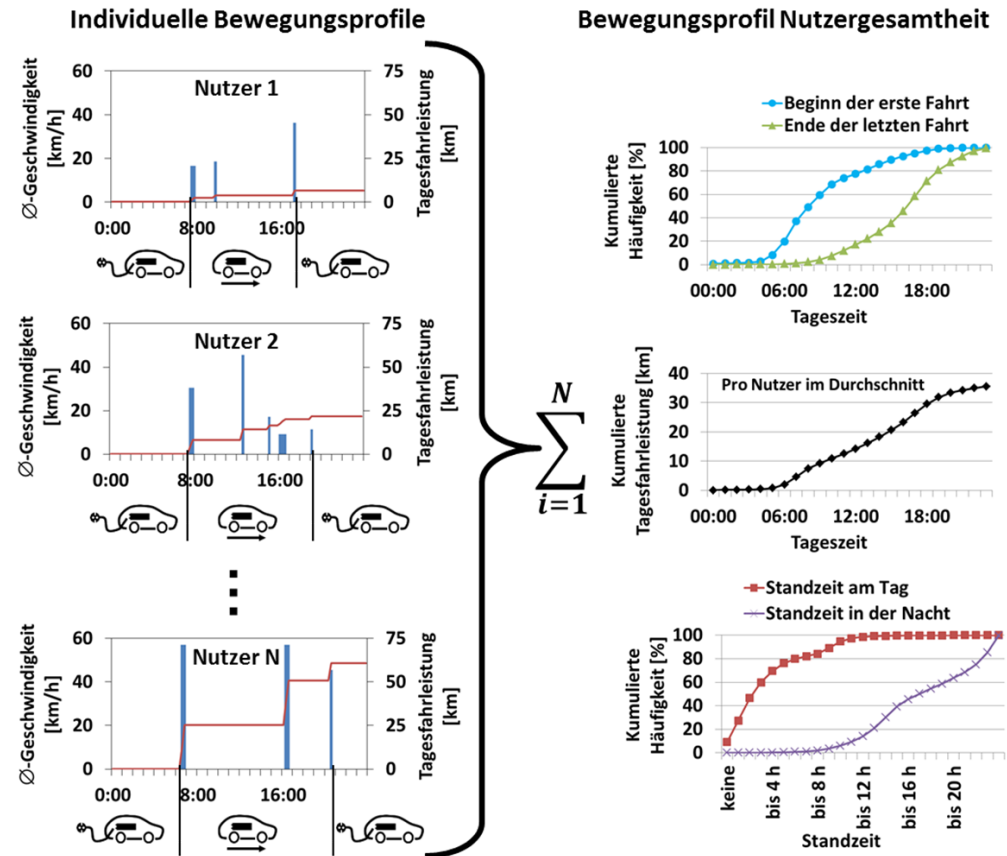 Individuelle Bewegungsprofile
Ø-Geschwindigkeit
[km/h]
60
40
20
0
Nutzer 1
75
50
25
0
Tagesfahrleistung
[km]
0:00 8:00 16:00
Ø-Geschwindigkeit
[km/h]
60
40
20
0
Nutzer 2
75
50
25
0
Tagesfahrleistung
[km]
0:00 8:00 16:00
Ø-Geschwindigkeit
[km/h]
60
40
20
0
Nutzer N
75
50
25
0
Tagesfahrleistung
[km]
0:00 8:00 16:00
N
∑
i=1
Bewegungsprofil Nutzergesamtheit
Beginn der erste Fahrt
Ende der letzten Fahrt
Kumulierte
Häufigkeit [%]
100
80
60
40
20
0
00:00 06:00 12:00 18:00
Tageszeit
Kumulierte
Tagesfahrleistung [km]
40
30
20
10
0
Pro Nutzer im Durchschnitt
00:00 06:00 12:00 18:00
Tageszeit
Standzeit am Tag
Standzeit in der Nacht
Kumulierte
Häufigkeit [%]
100
80
60
40
20
0
keine
bis 4 h
bis 8 h
bis 12 h
bis 16 h
bis 20 h
Standzeit